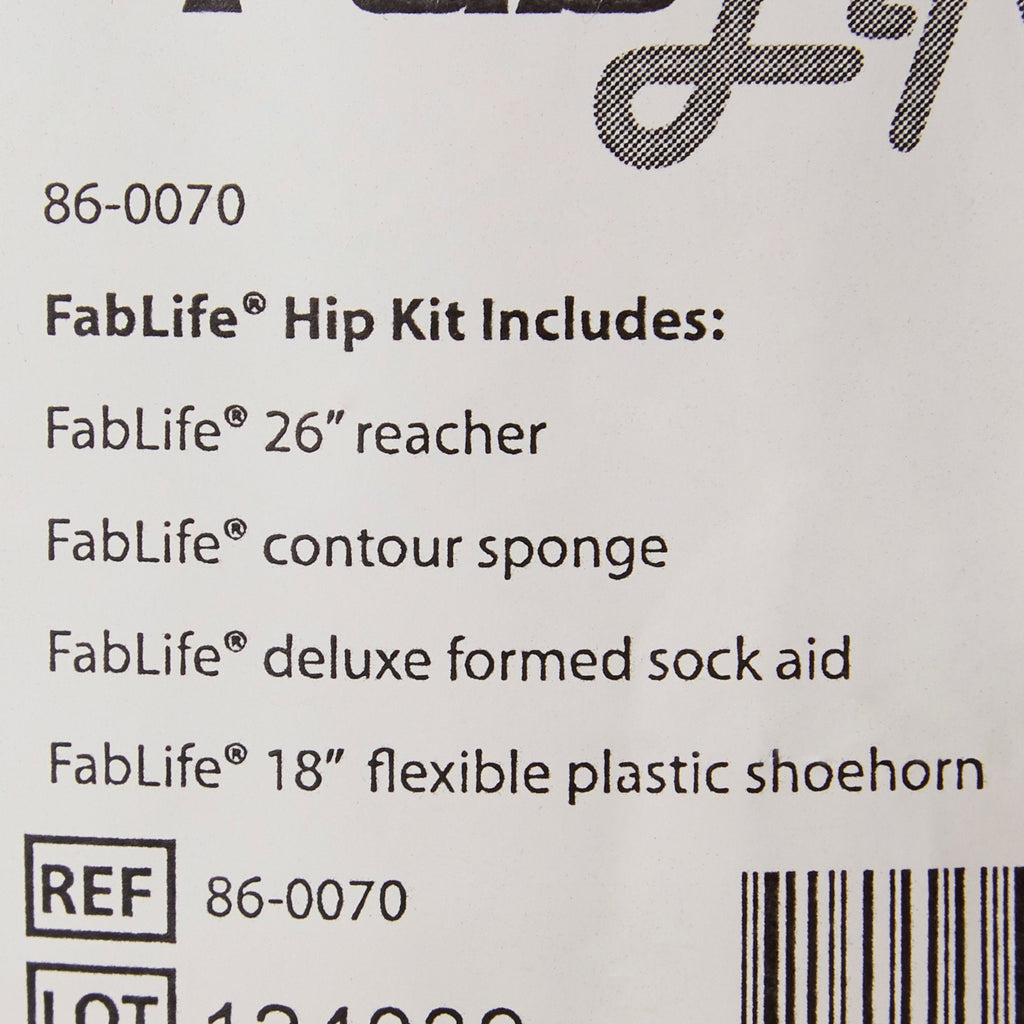 86-0070
FabLife® Hip Kit Includes:
FabLife® 26” reacher
FabLife® contour sponge
FabLife® deluxe formed sock aid
FabLife® 18” flexible plastic shoehorn
REF 86-0070
LOT